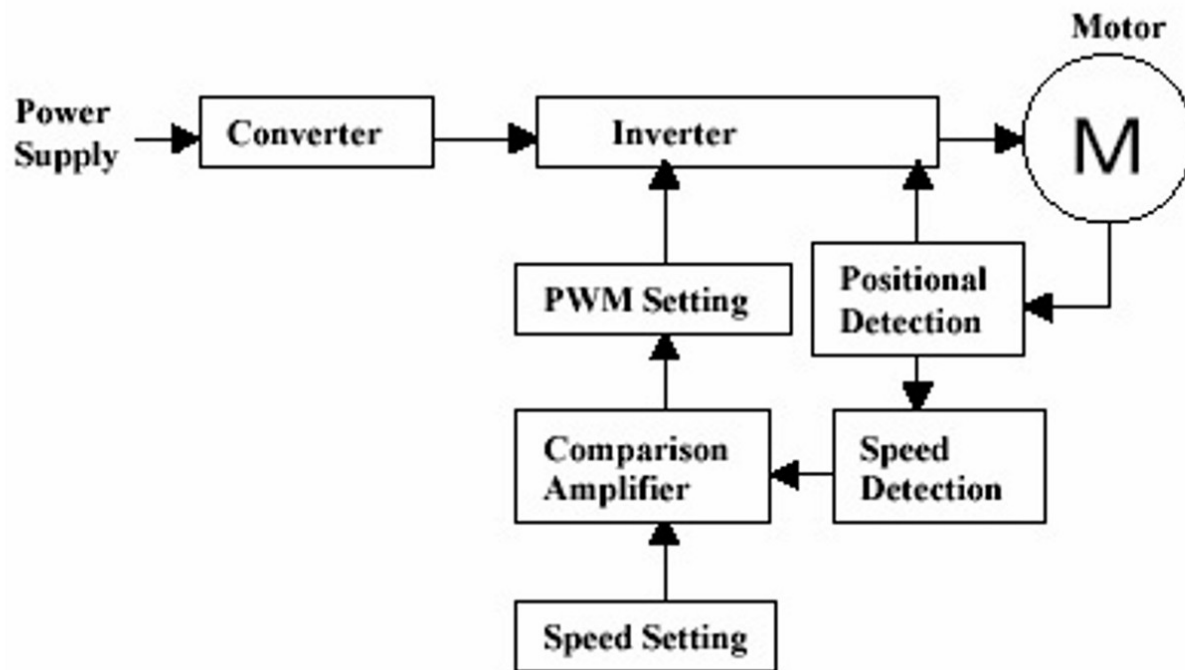 Motor
Power
Supply
Converter
Inverter
M
PWM Setting
Positional
Detection
Comparison
Amplifier
Speed
Detection
Speed Setting